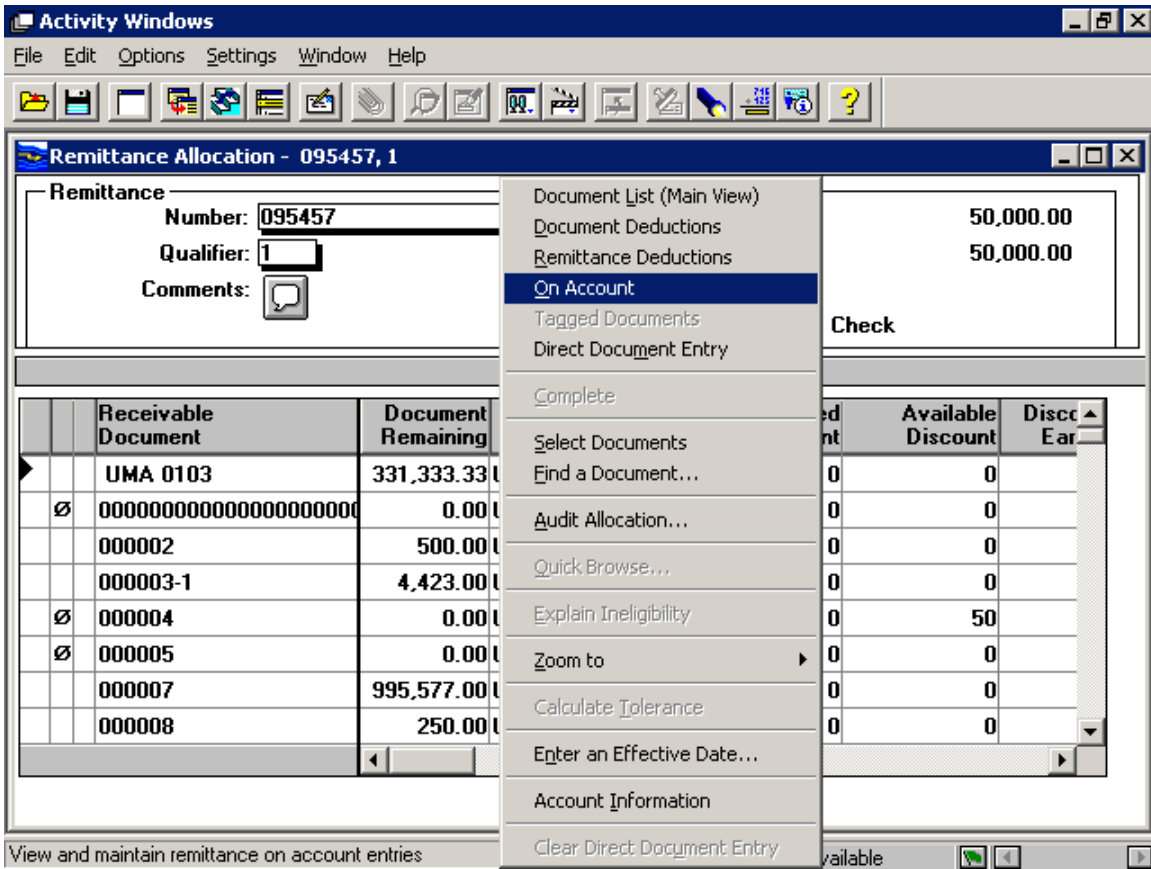 Activity Windows
File Edit Options Settings Window Help
Remittance Allocation - 095457, 1
Remittance
Number: 095457
50,000.00
Qualifier: 1
50,000.00
Comments:
Check
Document List (Main View)
Document Deductions
Remittance Deductions
On Account
Tagged Documents
Direct Document Entry
Complete
Select Documents
Find a Document...
Audit Allocation...
Quick Browse...
Explain Ineligibility
Zoom to
Calculate Tolerance
Enter an Effective Date...
Account Information
Clear Direct Document Entry
Receivable Document Available
Document Remaining Discount
UMA 0103 331,333.33 0 0
0.00 0 0
000002 500.00 0 0
000003-1 4,423.00 0 0
Ø 000004 0.00 0 50
Ø 000005 0.00 0 0
000007 995,577.00 0 0
000008 250.00 0 0
View and maintain remittance on account entries